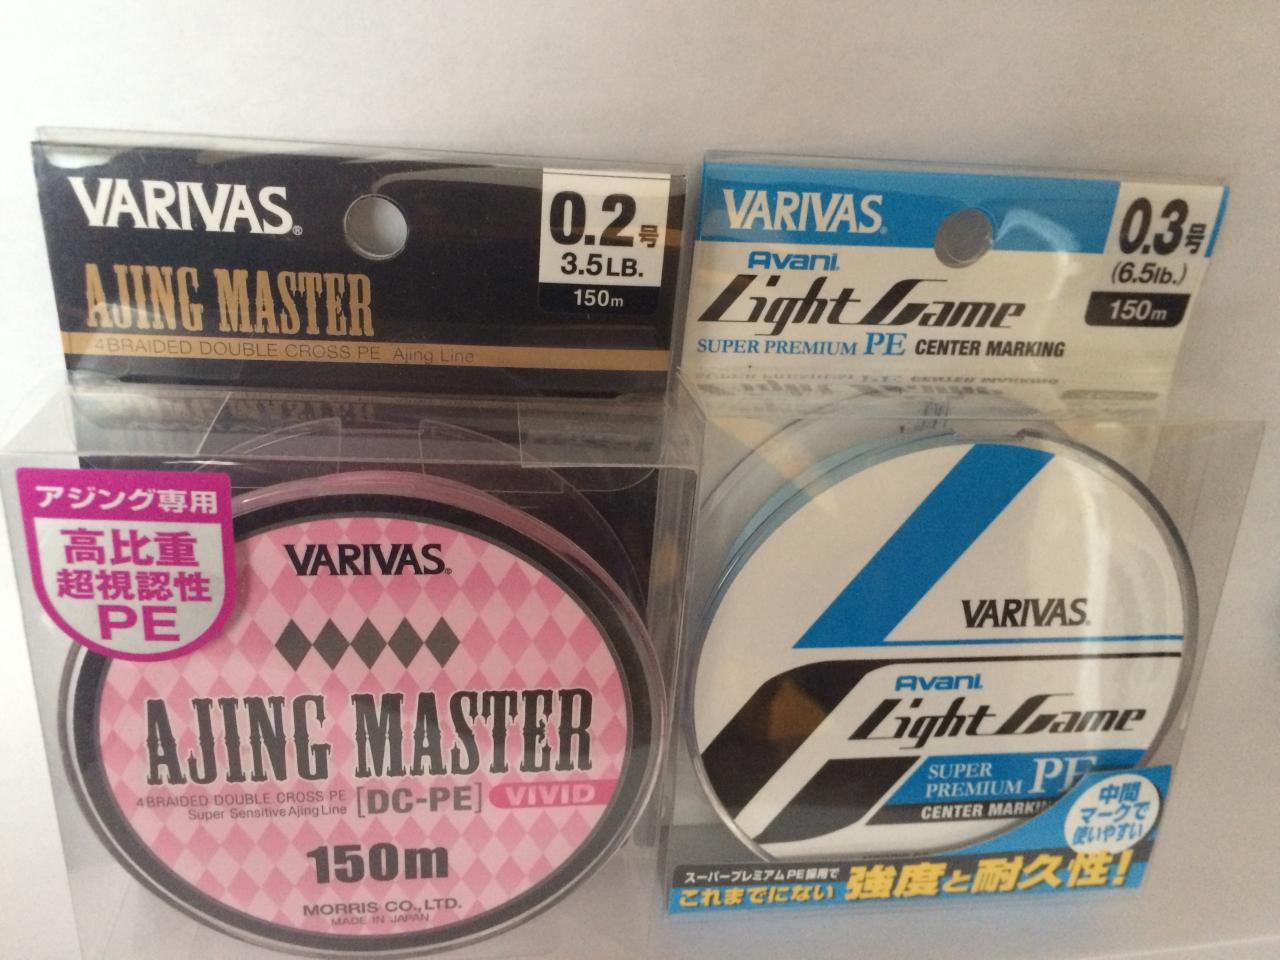 VARIVAS®
AJING MASTER
4BRAIDED DOUBLE CROSS PE Ajing Line
0.2号
3.5LB.
150m
アジング専用
高比重
超視認性
PE
VARIVAS®
AJING MASTER
4BRAIDED DOUBLE CROSS PE
Super Sensitive Ajing Line
[DC-PE] VIVID
150m
MORRIS CO.,LTD.
MADE IN JAPAN
VARIVAS®
Avani
Light Game
SUPER PREMIUM PE CENTER MARKING
0.3号
(6.5lb.)
150m
VARIVAS®
Avani
Light Game
SUPER
PREMIUM PE
CENTER
中間
マークで
使いやすい
スーパープレミアムPE採用で
これまでにない 強度と耐久性!